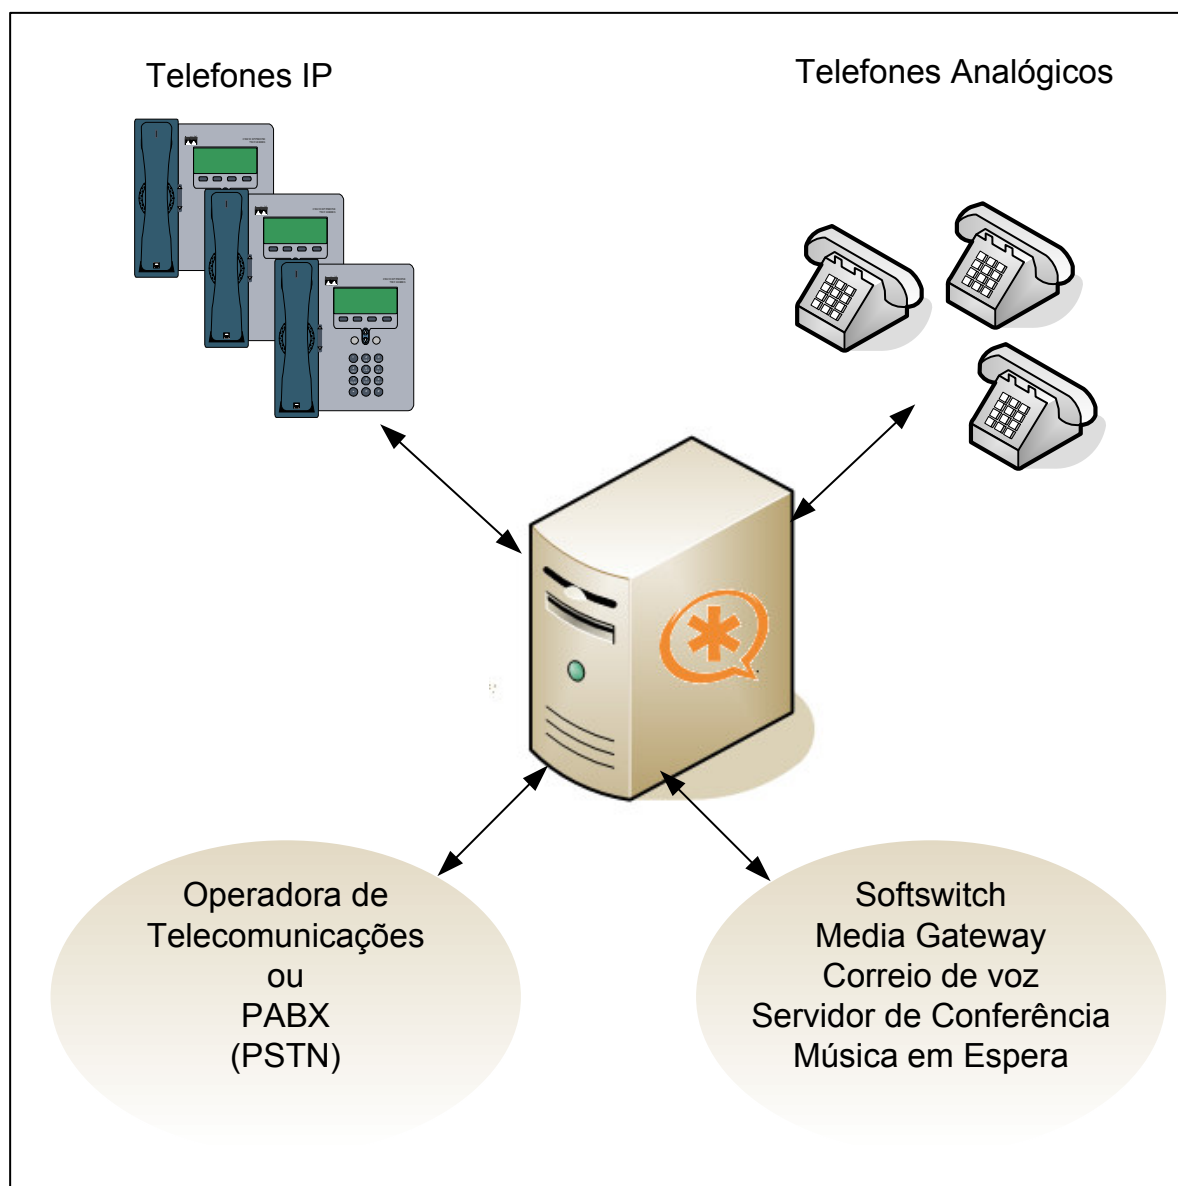 Telefones IP
Telefones Analógicos
Operadora de
Telecomunicações
ou
PABX
(PSTN)
Softswitch
Media Gateway
Correio de voz
Servidor de Conferência
Música em Espera